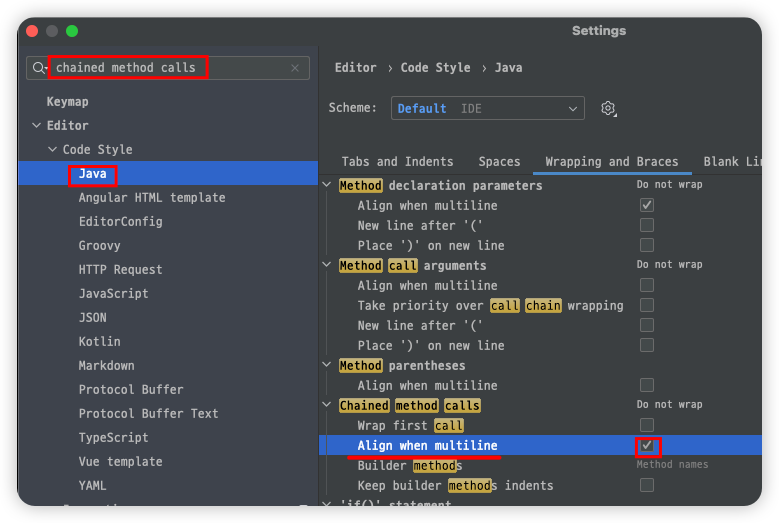 Settings
chained method calls
Keymap
Editor
Code Style
Java
Angular HTML template
EditorConfig
Groovy
HTTP Request
JavaScript
JSON
Kotlin
Markdown
Protocol Buffer
Protocol Buffer Text
TypeScript
Vue template
YAML
Editor › Code Style › Java
Scheme: Default IDE
Tabs and Indents Spaces Wrapping and Braces Blank
Method declaration parameters Do not wrap
Align when multiline
New line after '('
Place ')' on new line
Method call arguments Do not wrap
Align when multiline
Take priority over call chain wrapping
New line after '('
Place ')' on new line
Method parentheses
Align when multiline
Chained method calls Do not wrap
Wrap first call
Align when multiline
Builder methods Method names
Keep builder methods indents
'if()' statement